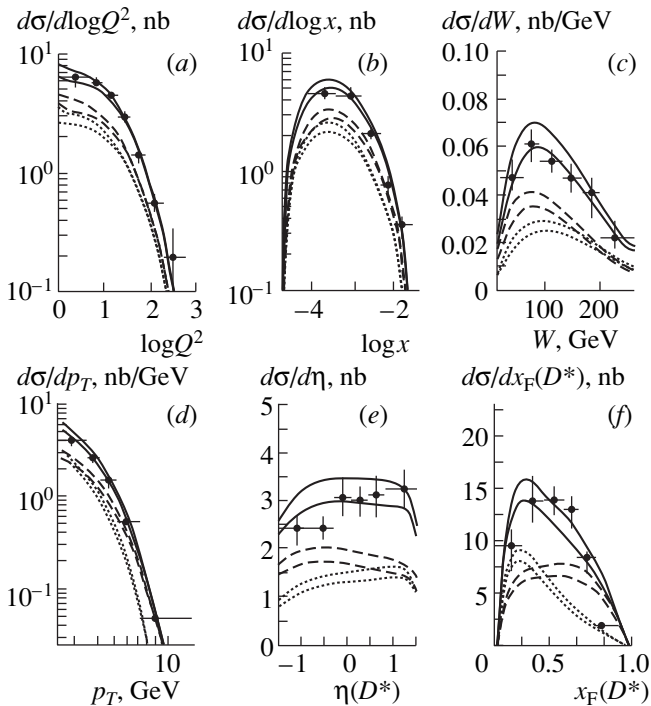 dσ/dlogQ², nb
dσ/dlogx, nb
dσ/dW, nb/GeV
10¹
(a)
10⁰
10⁻¹
0 1 2 3
logQ²
10¹
(b)
10⁰
10⁻¹
−4 −2
logx
0.10
(c)
0.08
0.06
0.04
0.02
0
100 200
W, GeV
dσ/dp_T, nb/GeV
dσ/dη, nb
dσ/dx_F(D*), nb
10¹
(d)
10⁰
10⁻¹
10
p_T, GeV
5
(e)
4
3
2
1
0
−1 0 1
η(D*)
25
(f)
20
15
10
5
0
0 0.5 1.0
x_F(D*)